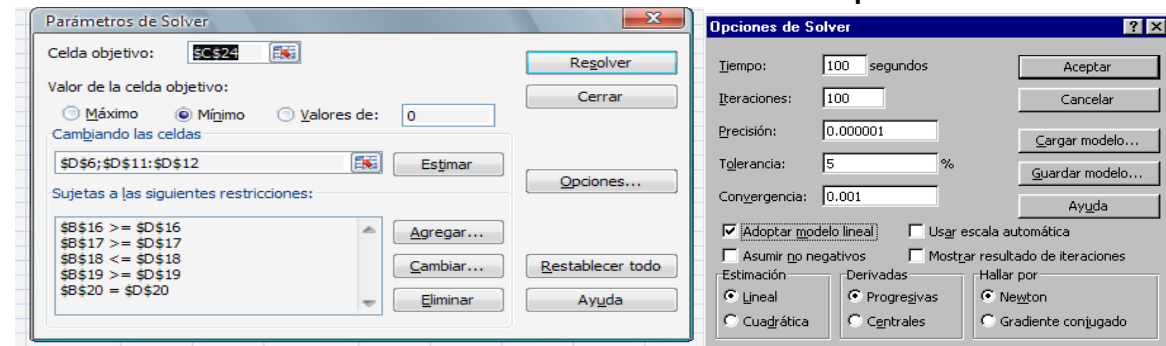 Parámetros de Solver
Celda objetivo: $C$24
Resolver
Valor de la celda objetivo:
Cerrar
Máximo Mínimo Valores de: 0
Cambiando las celdas
$D$6;$D$11:$D$12 Estimar
Opciones...
Sujetas a las siguientes restricciones:
$B$16 >= $D$16
$B$17 >= $D$17
$B$18 <= $D$18
$B$19 >= $D$19
$B$20 = $D$20
Agregar...
Cambiar... Restablecer todo
Eliminar Ayuda
Opciones de Solver
Tiempo: 100 segundos Aceptar
Iteraciones: 100 Cancelar
Precisión: 0.000001 Cargar modelo...
Tolerancia: 5 % Guardar modelo...
Convergencia: 0.001 Ayuda
Adoptar modelo lineal Usar escala automática
Asumir no negativos Mostrar resultado de iteraciones
Estimación Derivadas Hallar por
Lineal Progresivas Newton
Cuadrática Centrales Gradiente conjugado